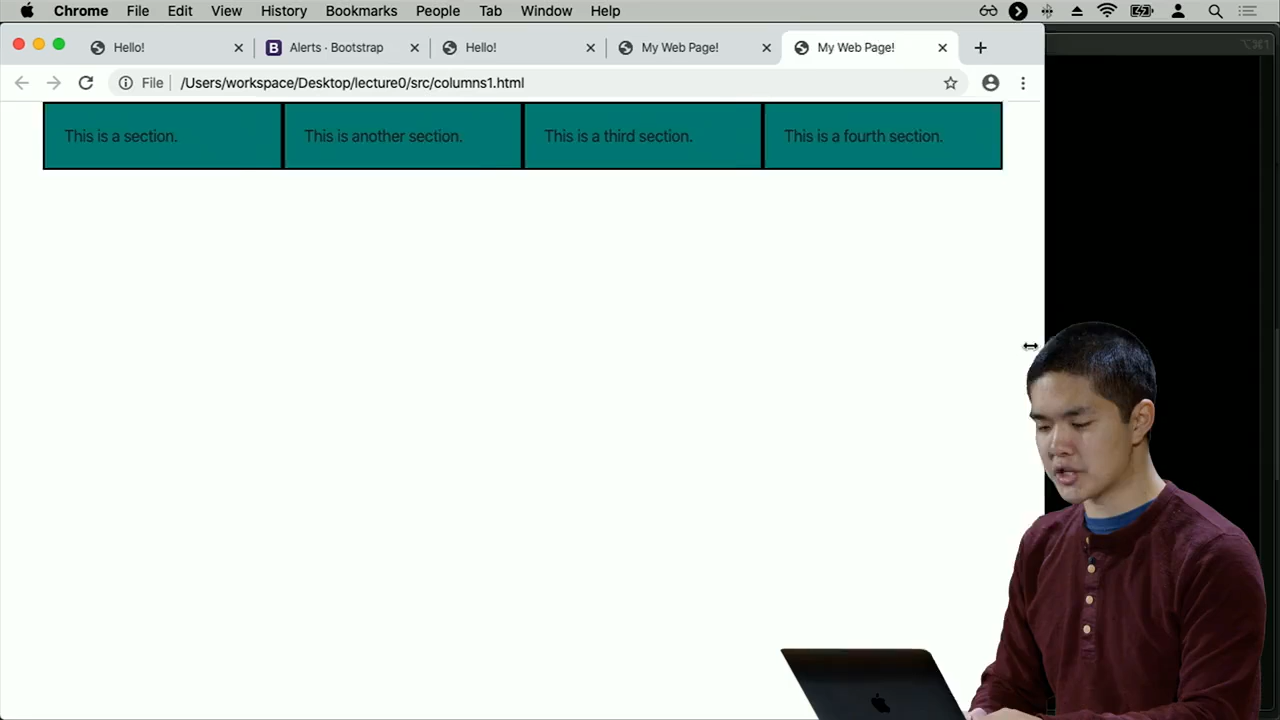 Chrome File Edit View History Bookmarks People Tab Window Help
Hello! Alerts · Bootstrap Hello! My Web Page! My Web Page!
File /Users/workspace/Desktop/lecture0/src/columns1.html
This is a section. This is another section. This is a third section. This is a fourth section.